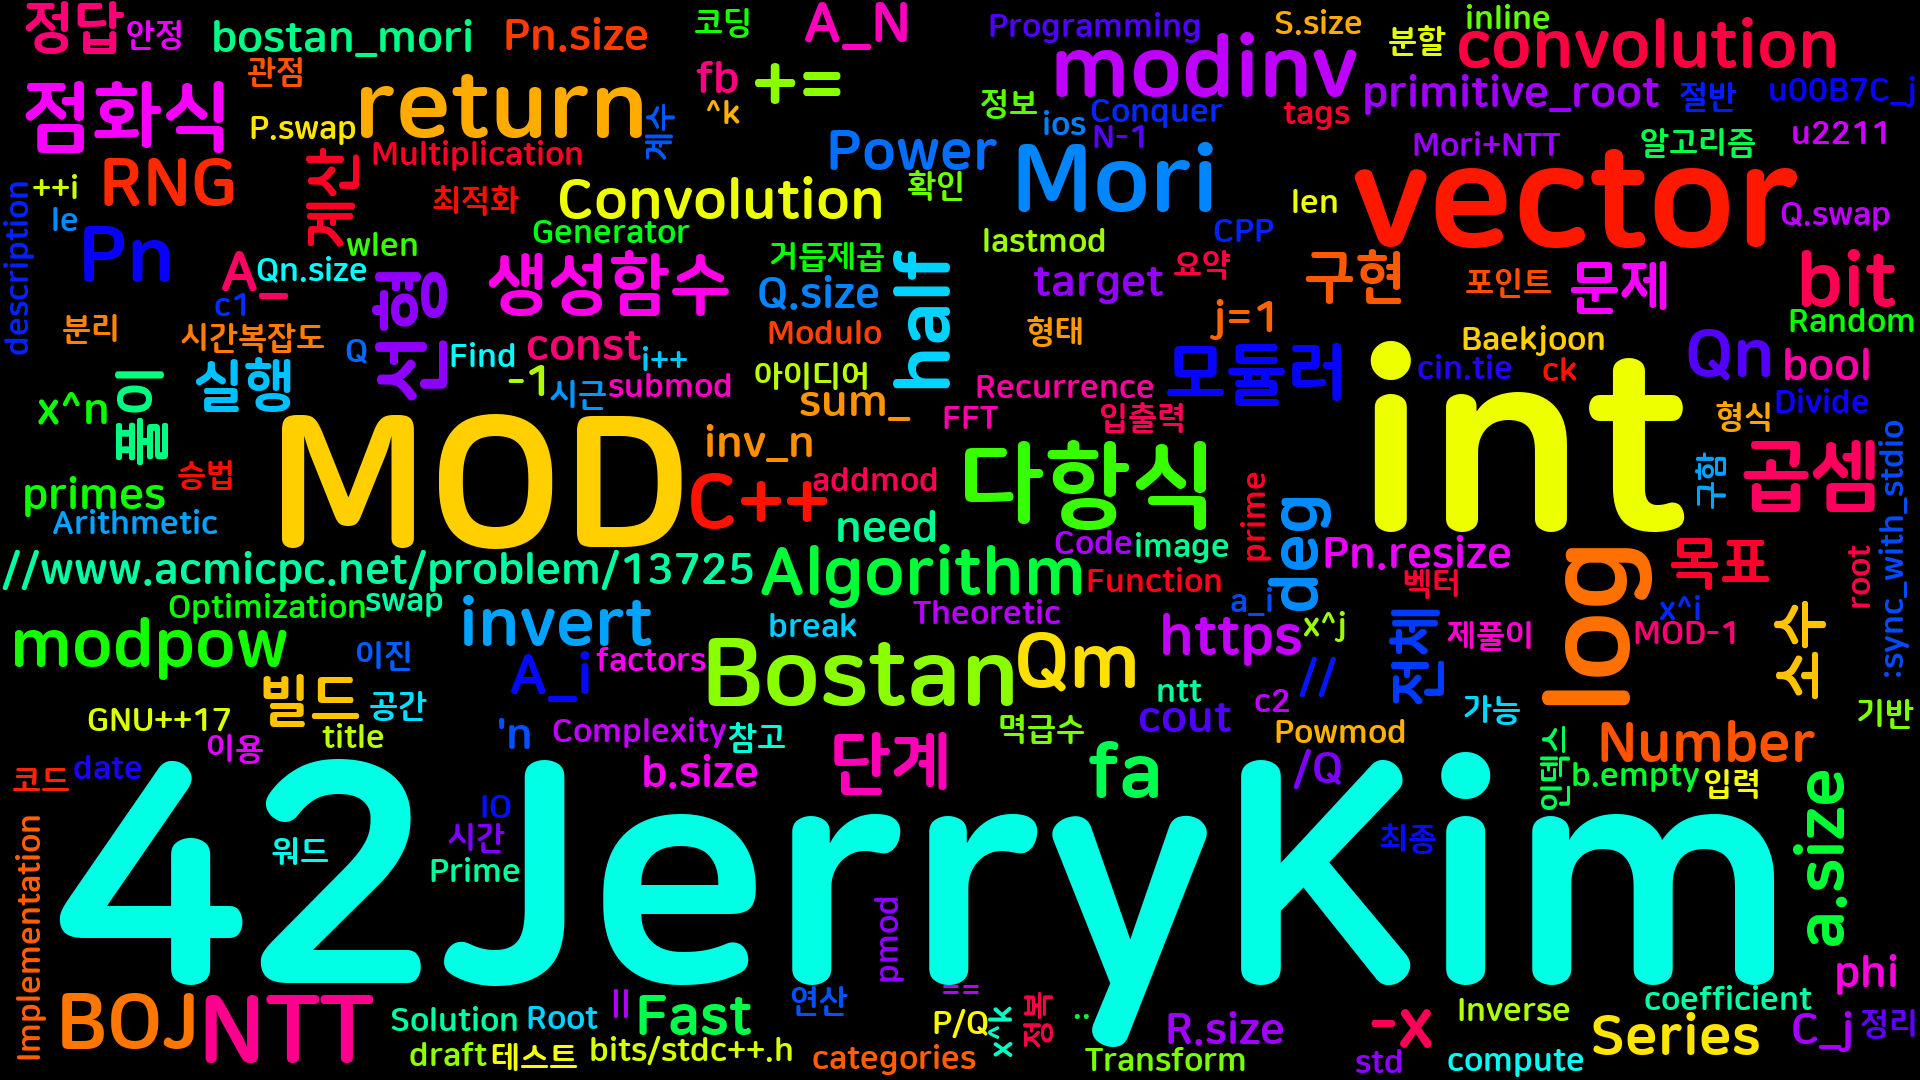 정답
안정
bostan_mori
Pn.size
코딩
A_N
Programming
S.size
inline
분할
convolution
관점
fb
+=
modinv
primitive_root
절반
u00B7C_j
점화식
P.swap
return
계수
^k
정보
ios
Conquer
N-1
tags
Mori+NTT
알고리즘
u2211
RNG
계산
Multiplication
Power
Mori
vector
++i
최적화
Convolution
확인
len
Q.swap
description
le
Pn
wlen
Generator
거듭제곱
half
lastmod
CPP
A_
Qn.size
선형
생성함수
Q.size
target
요약
구현
포인트
문제
bit
c1
분리
시간복잡도
Q
Find
const
i++
Modulo
형태
j=1
Baekjoon
Qn
Random
bool
x^n
풀이
실행
-1
시근
submod
아이디어
sum_
Recurrence
모듈러
cin.tie
ck
Divide
FFT
입출력
int
형식
MOD
inv_n
primes
승법
C++
addmod
다항식
prime
deg
구함
곱셈
::sync_with_stdio
Arithmetic
need
Code
image
Pn.resize
log
목표
root
//www.acmicpc.net/problem/13725
Algorithm
Function
벡터
Optimization
swap
invert
Theoretic
a_i
x^i
수서
modpow
이진
break
Bostan
Qm
https
x^j
전체
제풀이
MOD-1
A_i
factors
//
빌드
공간
ntt
c2
가능
기반
GNU++17
이용
title
'n
Complexity
참고
멱급수
cout
Powmod
인덱스
Number
코드
date
b.size
단계
fa
/Q
b.empty
입력
a.size
42JerryKim
IO
시간
워드
Prime
최종
Implementation
pmod
phi
BOJ
NTT
Solution
Root
||
Fast
연산
==
P/Q
x^k
정복
..
R.size
-x
Inverse
coefficient
Series
C_j
정리
draft
테스트
bits/stdc++.h
categories
Transform
std
compute